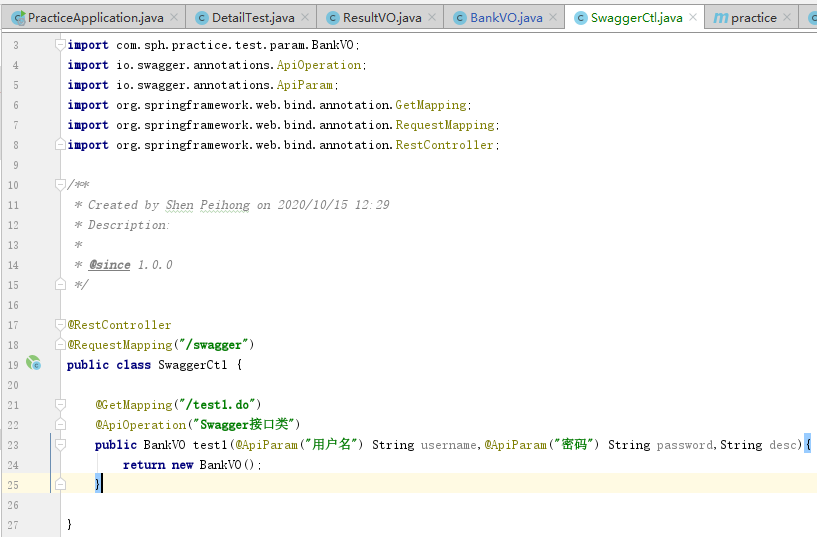 PracticeApplication.java × DetailTest.java × ResultVO.java × BankVO.java × SwaggerCtl.java × m practice ×
3 import com.sph.practice.test.param.BankVO;
4 import io.swagger.annotations.ApiOperation;
5 import io.swagger.annotations.ApiParam;
6 import org.springframework.web.bind.annotation.GetMapping;
7 import org.springframework.web.bind.annotation.RequestMapping;
8 import org.springframework.web.bind.annotation.RestController;
9
10 /**
11  * Created by Shen Peihong on 2020/10/15 12:29
12  * Description:
13  *
14  * @since 1.0.0
15  */
16
17 @RestController
18 @RequestMapping("/swagger")
19 public class SwaggerCtl {
20
21     @GetMapping("/test1.do")
22     @ApiOperation("Swagger接口类")
23     public BankVO test1(@ApiParam("用户名") String username,@ApiParam("密码") String password,String desc){
24         return new BankVO();
25     }
26
27 }